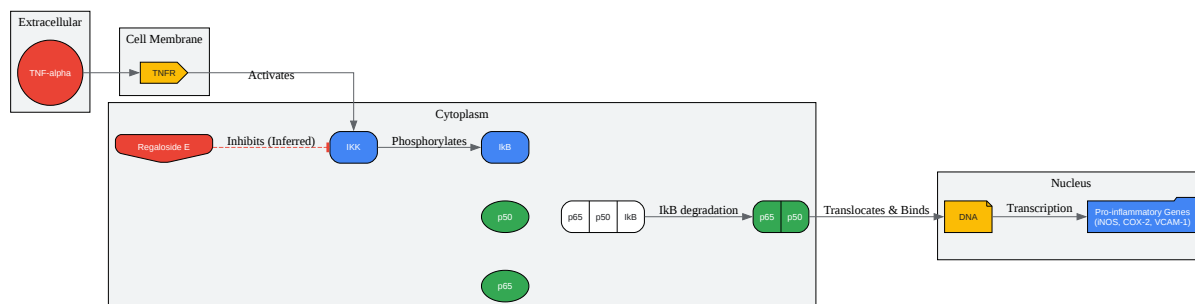 Extracellular
TNF-alpha
Cell Membrane
TNFR
Activates
Cytoplasm
Regaloside E
Inhibits (Inferred)
IKK
Phosphorylates
IkB
p50
p65
p50
IkB
IkB degradation
p65
p50
p65
Translocates & Binds
Nucleus
DNA
Transcription
Pro-inflammatory Genes
(iNOS, COX-2, VCAM-1)